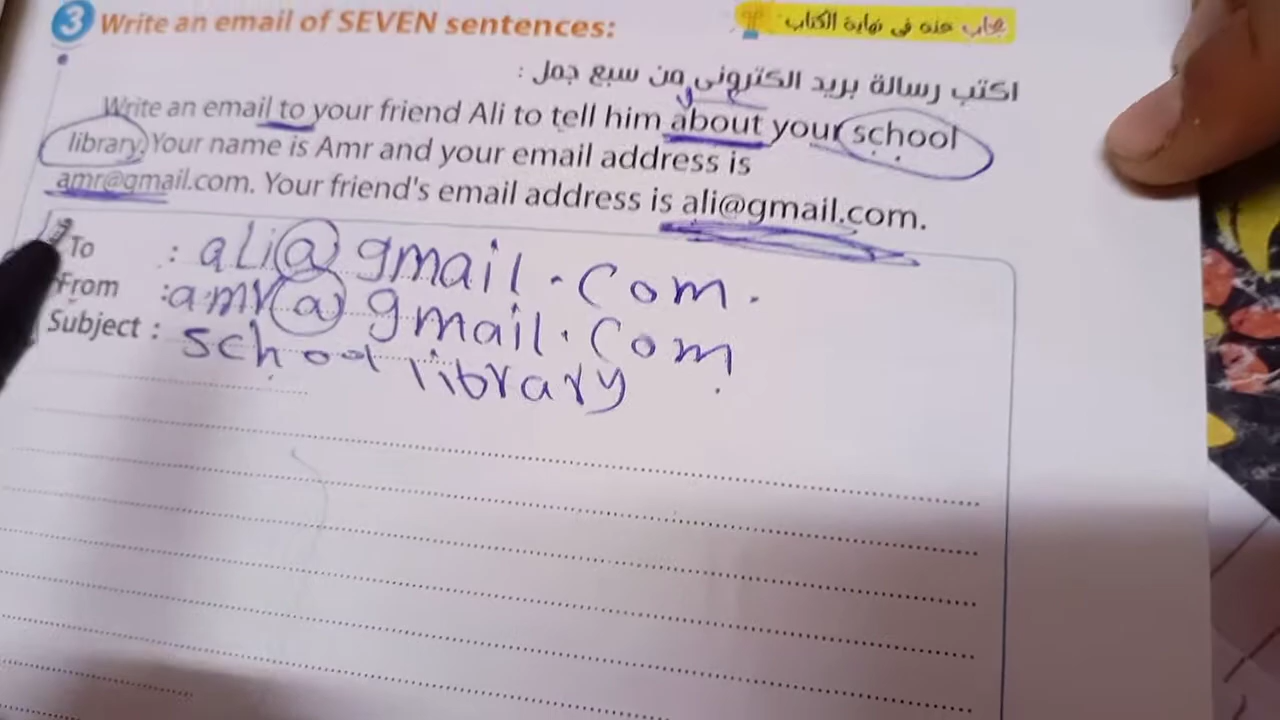 3 Write an email of SEVEN sentences:
يجاب عنه في نهاية الكتاب
اكتب رسالة بريد الكتروني من سبع جمل :
Write an email to your friend Ali to tell him about your school
library. Your name is Amr and your email address is
amr@gmail.com. Your friend's email address is ali@gmail.com.
To : ali@gmail.com.
From : amr@gmail.com
Subject : school library